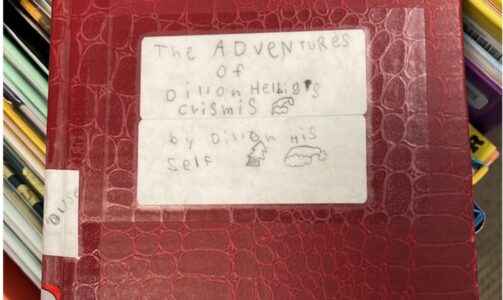 The ADVENTURES
OF
Dillon Helbig's
crismis
by Dillon His
Self